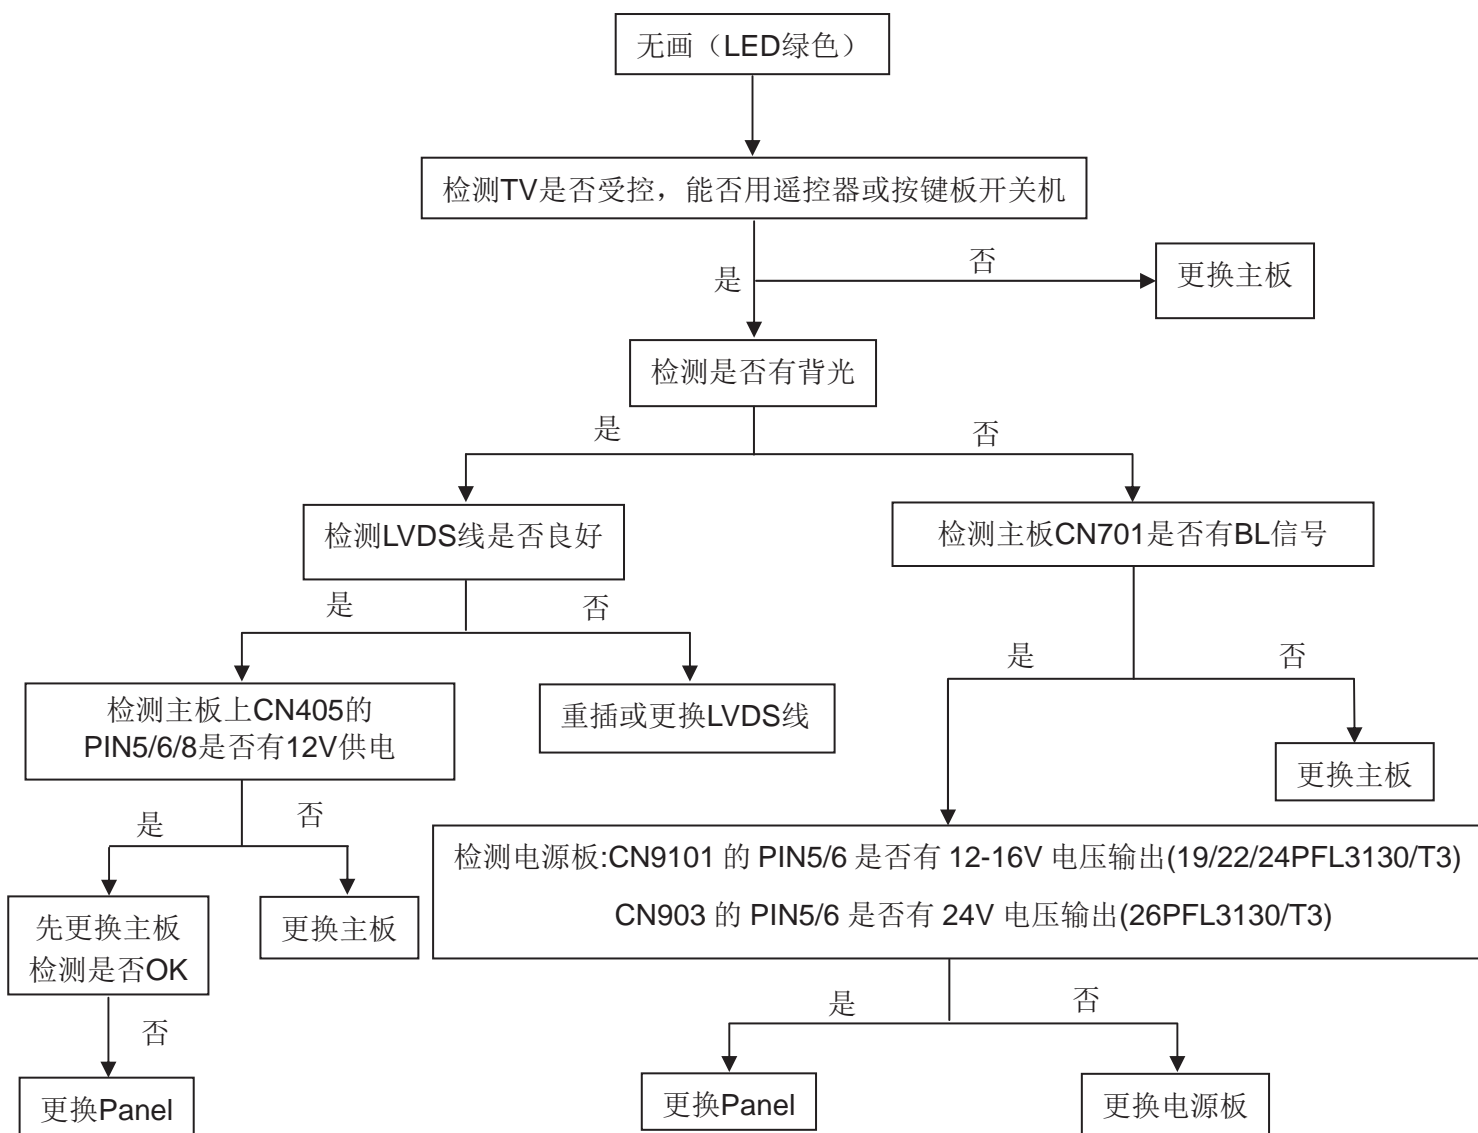 无画（LED绿色）
检测TV是否受控，能否用遥控器或按键板开关机
是
否
更换主板
检测是否有背光
是
否
检测LVDS线是否良好
检测主板CN701是否有BL信号
是
否
是
否
检测主板上CN405的
PIN5/6/8是否有12V供电
重插或更换LVDS线
更换主板
是
否
检测电源板:CN9101 的 PIN5/6 是否有 12-16V 电压输出(19/22/24PFL3130/T3)
CN903 的 PIN5/6 是否有 24V 电压输出(26PFL3130/T3)
先更换主板
检测是否OK
更换主板
是
否
否
更换Panel
更换Panel
更换电源板